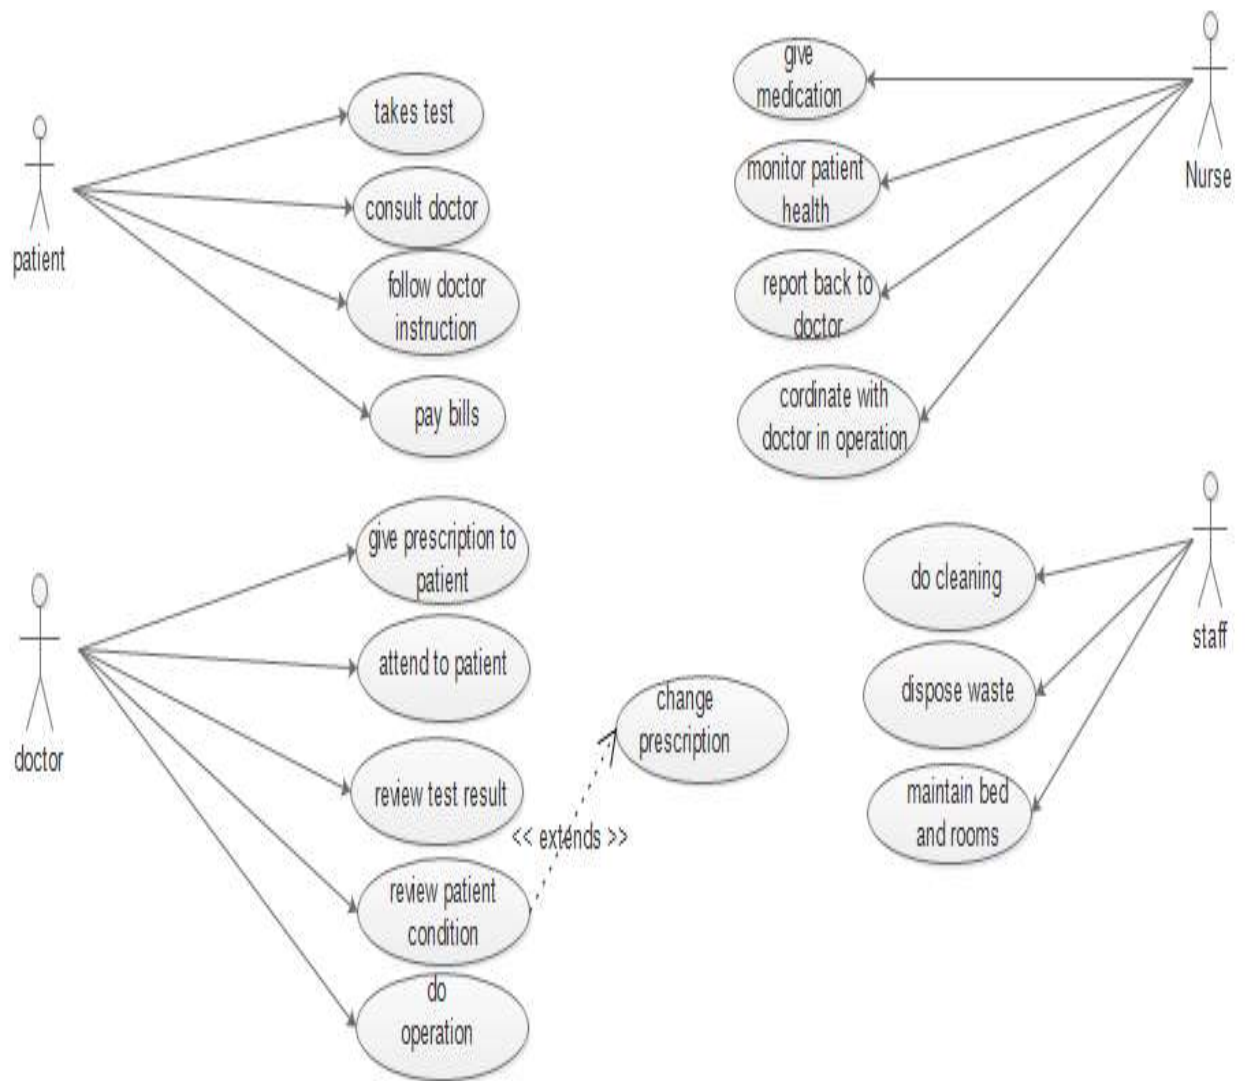 takes test
consult doctor
follow doctor
instruction
pay bills
patient
give
medication
monitor patient
health
report back to
doctor
cordinate with
doctor in operation
Nurse
give prescription to
patient
attend to patient
review test result
review patient
condition
do
operation
doctor
<< extends >>
change
prescription
do cleaning
dispose waste
maintain bed
and rooms
staff